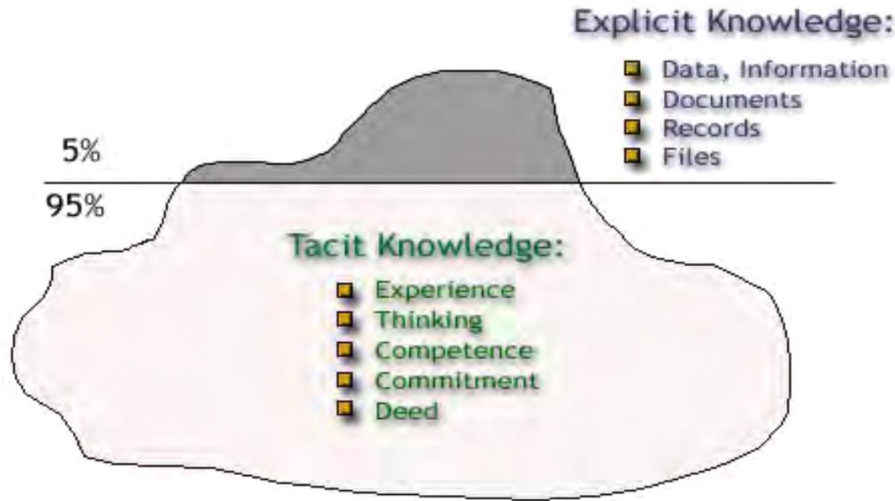 Explicit Knowledge:
Data, Information
Documents
Records
Files
5%
95%
Tacit Knowledge:
Experience
Thinking
Competence
Commitment
Deed